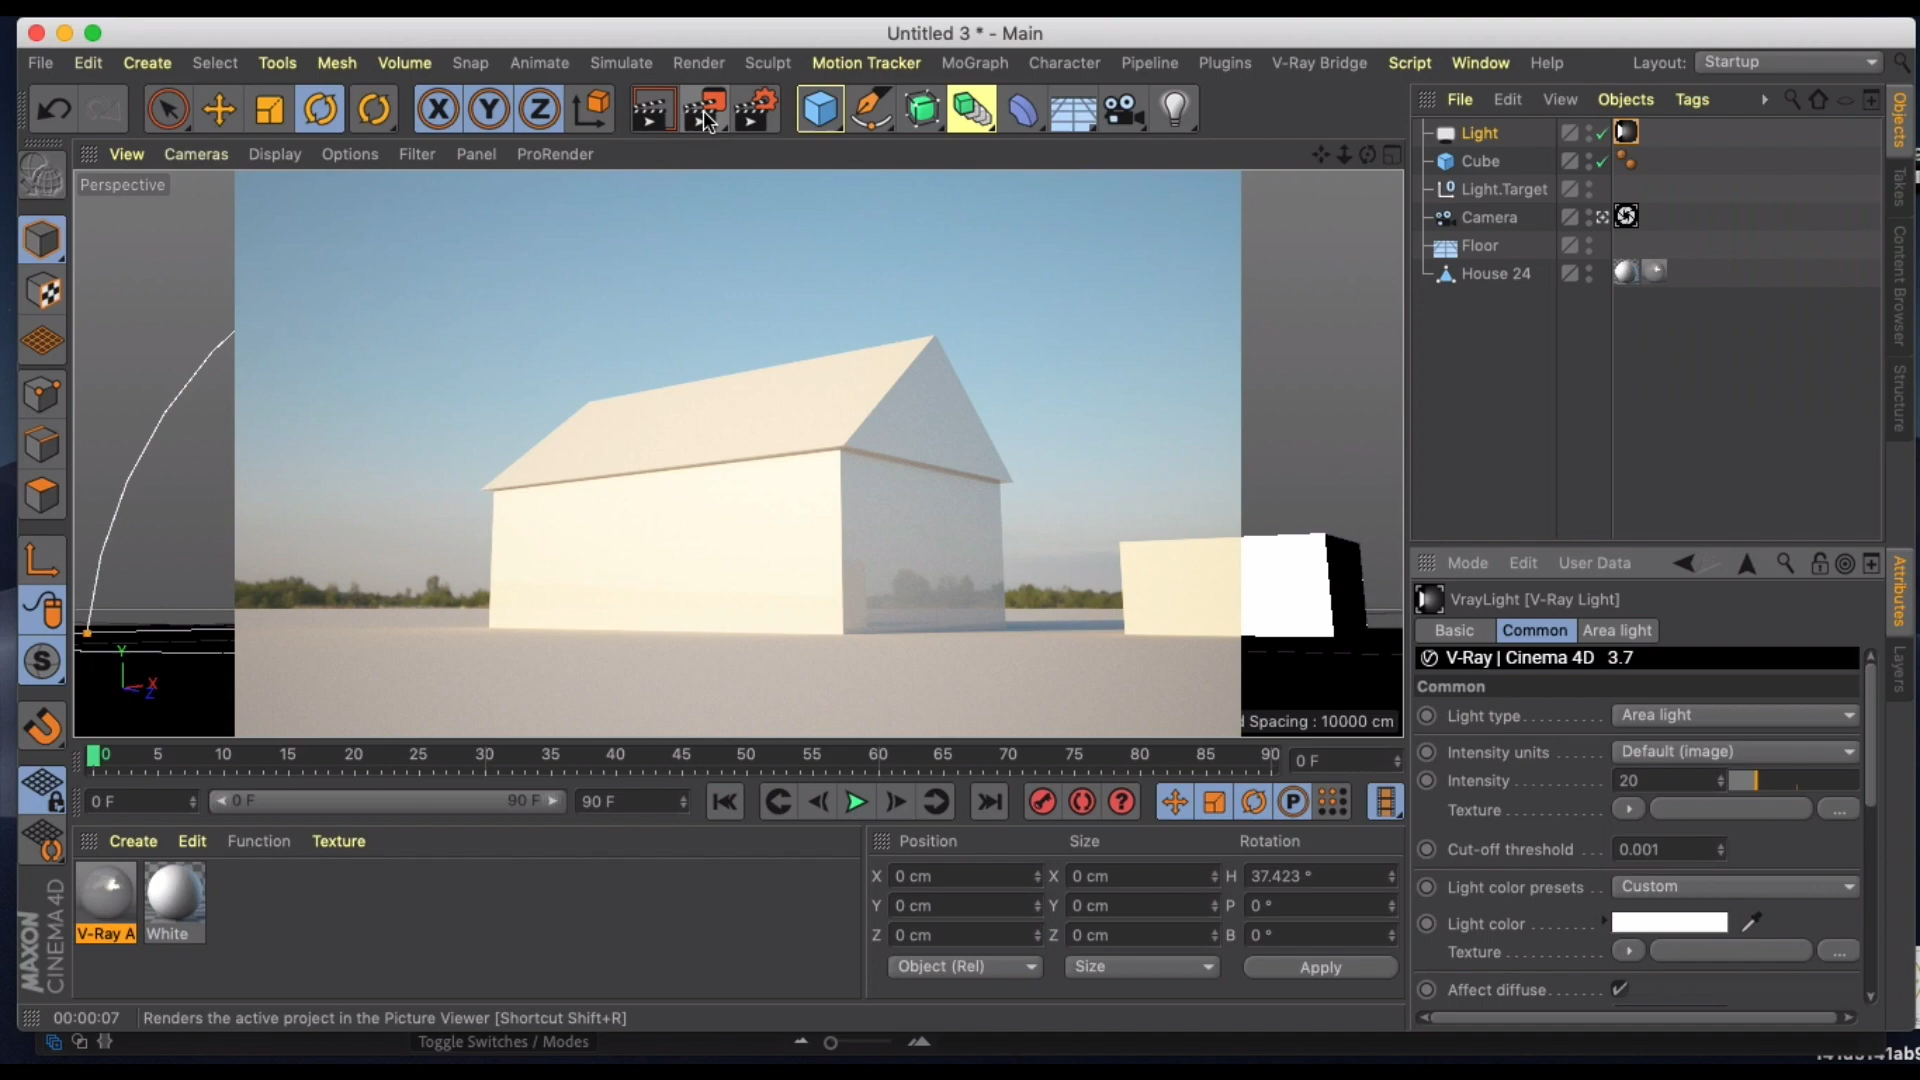 Untitled 3 * - Main
File Edit Create Select Tools Mesh Volume Snap Animate Simulate Render Sculpt Motion Tracker MoGraph Character Pipeline Plugins V-Ray Bridge Script Window Help Layout: Startup
X Y Z
File Edit View Objects Tags
View Cameras Display Options Filter Panel ProRender
Perspective
Light
Cube
Light.Target
Camera
Floor
House 24
Objects
Takes
Content Browser
Structure
Y
X
Z
Spacing : 10000 cm
Mode Edit User Data
VrayLight [V-Ray Light]
Basic Common Area light
V-Ray | Cinema 4D 3.7
Common
Light type Area light
Intensity units Default (image)
Intensity 20
Texture ...
Cut-off threshold 0.001
Light color presets Custom
Light color
Texture ...
Affect diffuse
Attributes
Layers
0 5 10 15 20 25 30 35 40 45 50 55 60 65 70 75 80 85 90 0 F
0 F 0 F 90 F 90 F
Create Edit Function Texture
V-Ray A White
Position Size Rotation
X 0 cm X 0 cm H 37.423 °
Y 0 cm Y 0 cm P 0 °
Z 0 cm Z 0 cm B 0 °
Object (Rel) Size Apply
MAXON
CINEMA 4D
00:00:07 Renders the active project in the Picture Viewer [Shortcut Shift+R]
Toggle Switches / Modes